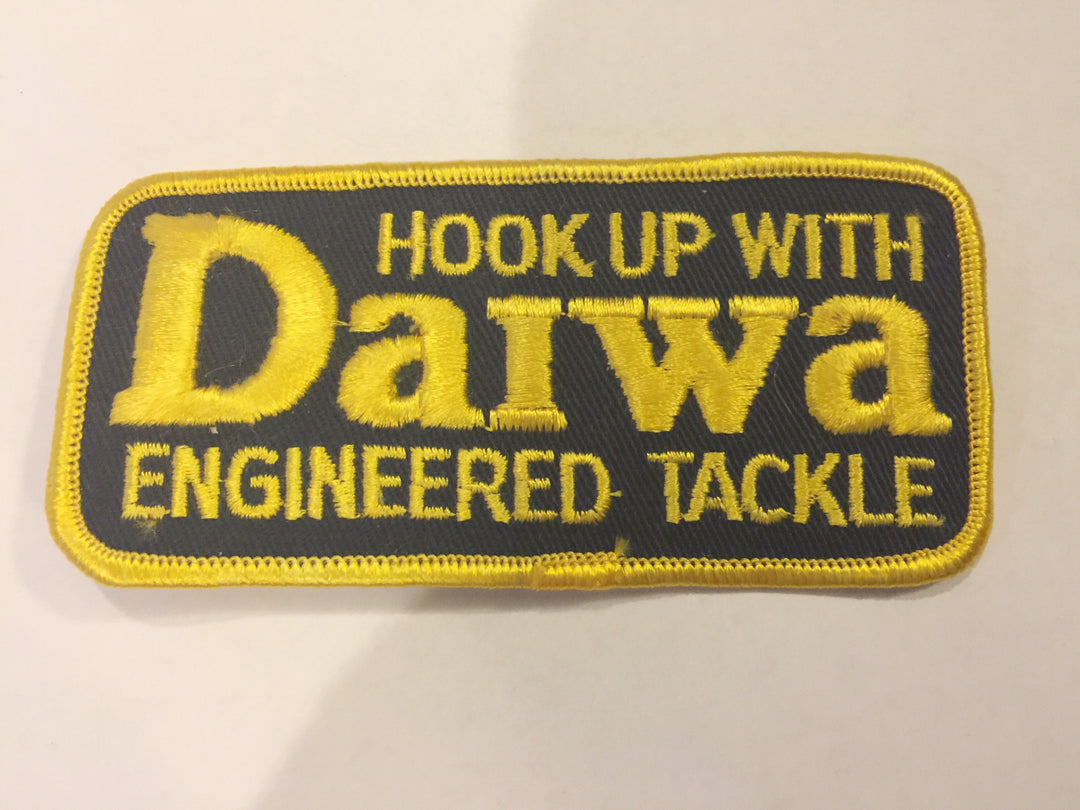 HOOK UP WITH
Daiwa
ENGINEERED TACKLE